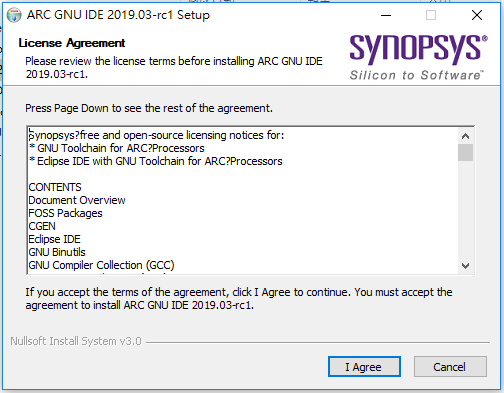 ARC GNU IDE 2019.03-rc1 Setup
License Agreement
Please review the license terms before installing ARC GNU IDE
2019.03-rc1.
SYNOPSYS®
Silicon to Software™
Press Page Down to see the rest of the agreement.
Synopsys?free and open-source licensing notices for:
* GNU Toolchain for ARC?Processors
* Eclipse IDE with GNU Toolchain for ARC?Processors
CONTENTS
Document Overview
FOSS Packages
CGEN
Eclipse IDE
GNU Binutils
GNU Compiler Collection (GCC)
If you accept the terms of the agreement, click I Agree to continue. You must accept the
agreement to install ARC GNU IDE 2019.03-rc1.
Nullsoft Install System v3.0
I Agree
Cancel